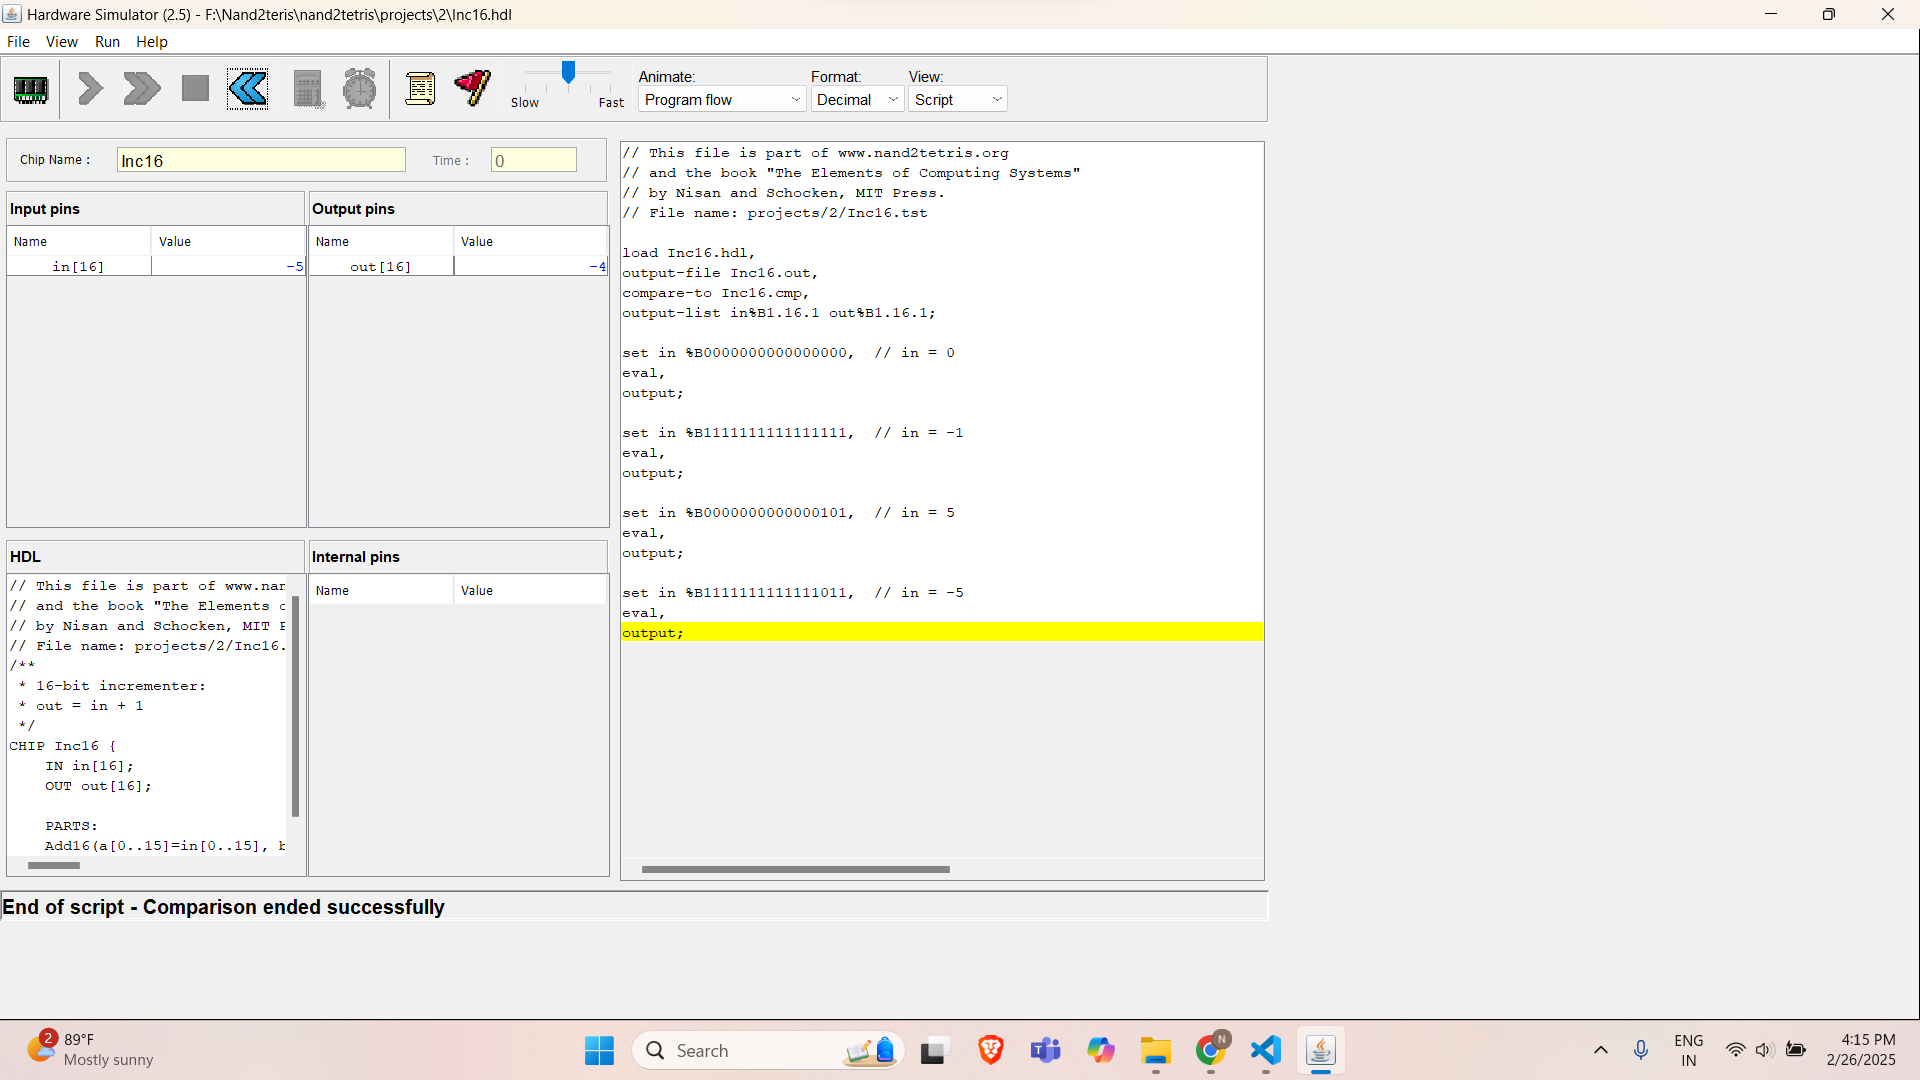 Hardware Simulator (2.5) - F:\Nand2teris\nand2tetris\projects\2\Inc16.hdl
File View Run Help
Slow Fast
Animate: Format: View:
Program flow Decimal Script
Chip Name : Inc16 Time : 0
Input pins
Name Value
in[16] -5
Output pins
Name Value
out[16] -4
HDL
// This file is part of www.nan
// and the book "The Elements o
// by Nisan and Schocken, MIT P
// File name: projects/2/Inc16.
/**
* 16-bit incrementer:
* out = in + 1
*/
CHIP Inc16 {
IN in[16];
OUT out[16];
PARTS:
Add16(a[0..15]=in[0..15], b
Internal pins
Name Value
// This file is part of www.nand2tetris.org
// and the book "The Elements of Computing Systems"
// by Nisan and Schocken, MIT Press.
// File name: projects/2/Inc16.tst
load Inc16.hdl,
output-file Inc16.out,
compare-to Inc16.cmp,
output-list in%B1.16.1 out%B1.16.1;
set in %B0000000000000000, // in = 0
eval,
output;
set in %B1111111111111111, // in = -1
eval,
output;
set in %B0000000000000101, // in = 5
eval,
output;
set in %B1111111111111011, // in = -5
eval,
output;
End of script - Comparison ended successfully
2
89°F
Mostly sunny
Search
N
ENG
IN
4:15 PM
2/26/2025